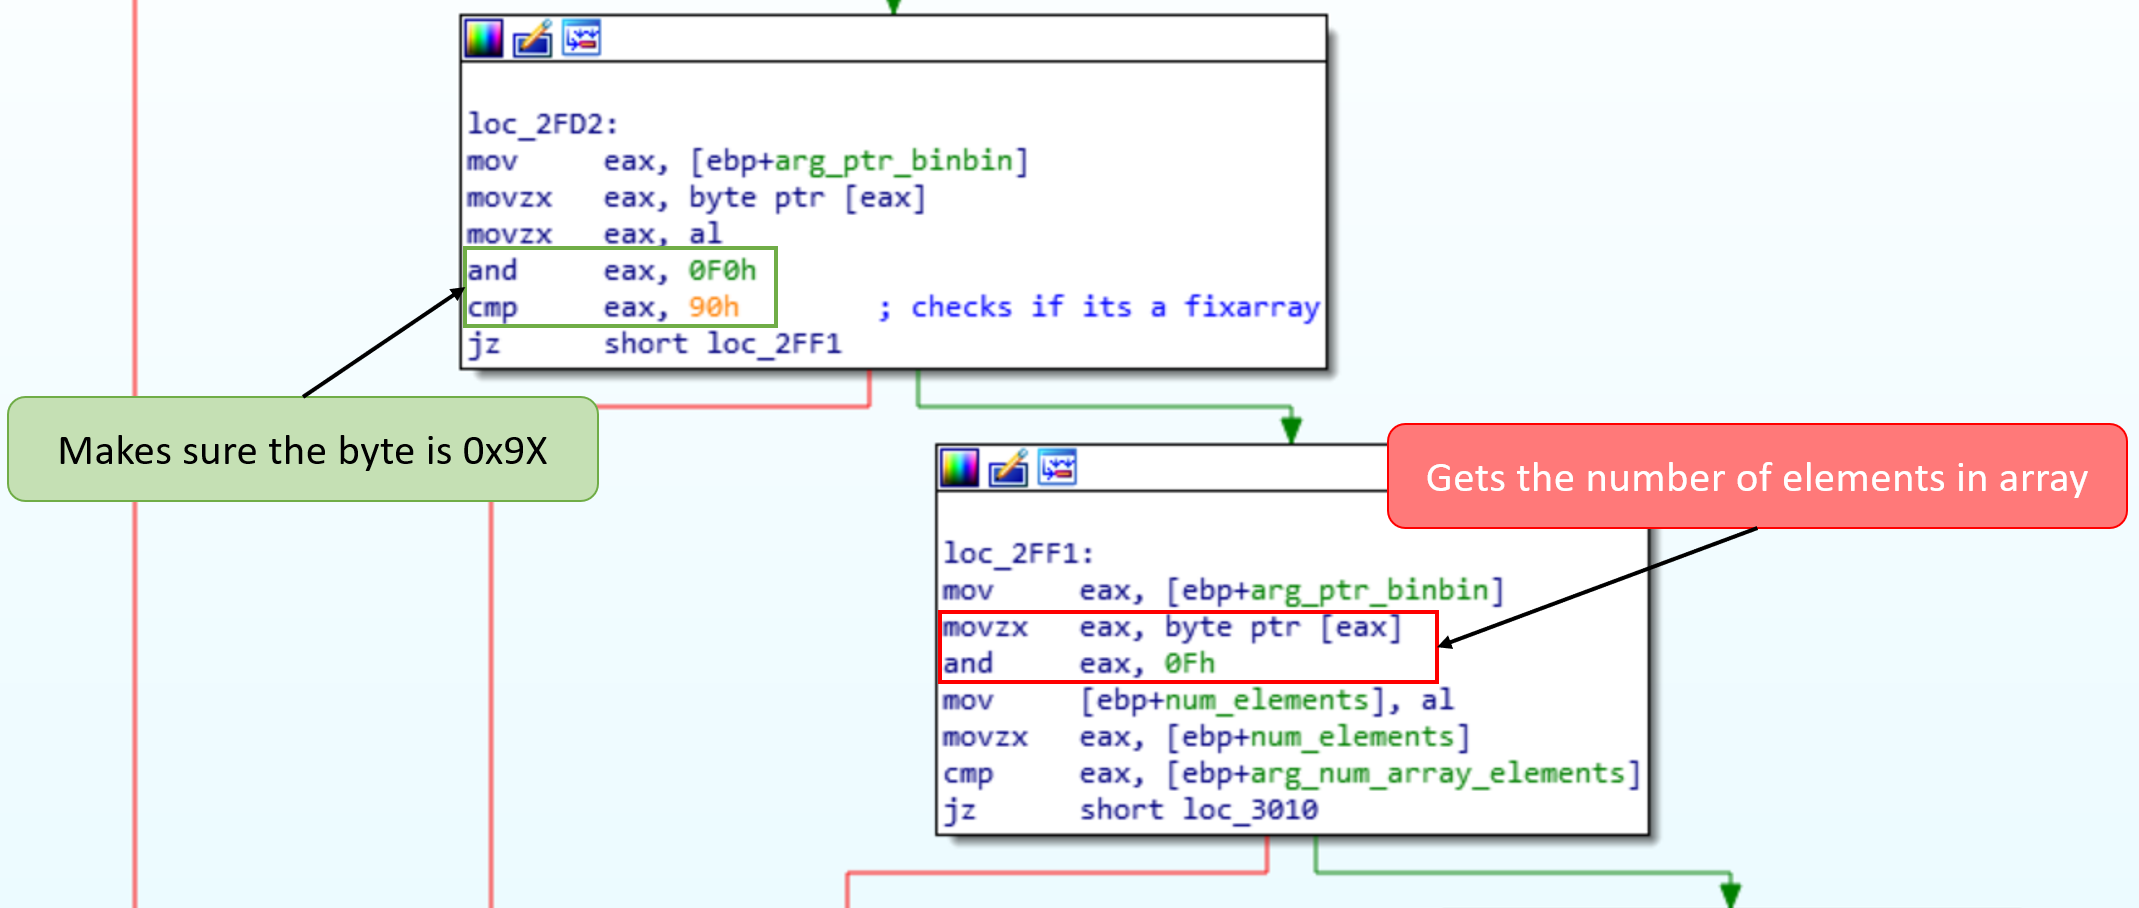 loc_2FD2:
mov eax, [ebp+arg_ptr_binbin]
movzx eax, byte ptr [eax]
movzx eax, al
and eax, 0F0h
cmp eax, 90h ; checks if its a fixarray
jz short loc_2FF1
Makes sure the byte is 0x9X
Gets the number of elements in array
loc_2FF1:
mov eax, [ebp+arg_ptr_binbin]
movzx eax, byte ptr [eax]
and eax, 0Fh
mov [ebp+num_elements], al
movzx eax, [ebp+num_elements]
cmp eax, [ebp+arg_num_array_elements]
jz short loc_3010